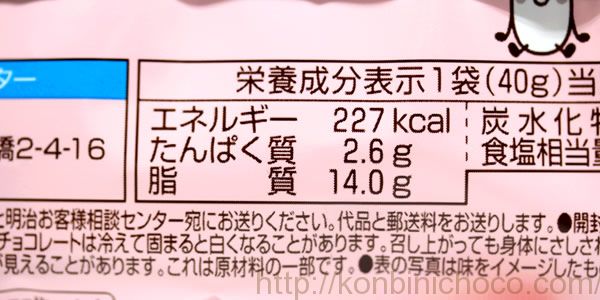 ター
橋2-4-16
栄養成分表示1袋(40g)当
エネルギー 227kcal
たんぱく質 2.6g
脂質 14.0g
炭水化物
食塩相当量
と明治お客様相談センター宛にお送りください。代品と郵送料をお送りします。●開封
チョコレートは冷えて固まると白くなることがあります。召し上がっても身体にさしさわ
が見えることがあります。これは原材料の一部です。●表の写真は味をイメージしたも
http://konbinichoco.com/